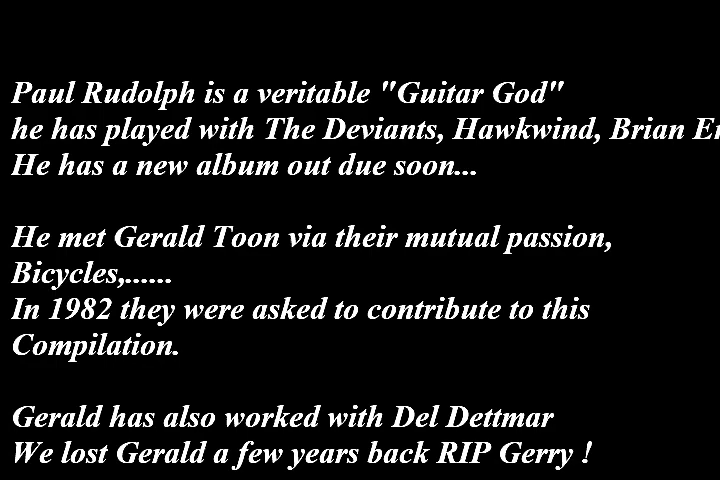 Paul Rudolph is a veritable "Guitar God"
he has played with The Deviants, Hawkwind, Brian
He has a new album out due soon...
He met Gerald Toon via their mutual passion,
Bicycles,......
In 1982 they were asked to contribute to this
Compilation.
Gerald has also worked with Del Dettmar
We lost Gerald a few years back RIP Gerry !